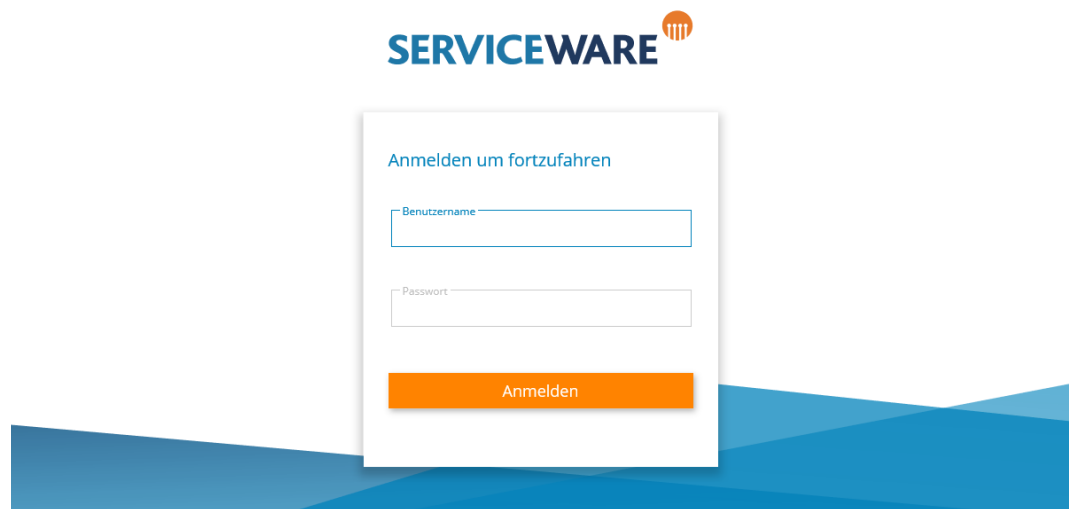 SERVICEWARE
Anmelden um fortzufahren
Benutzername
Passwort
Anmelden